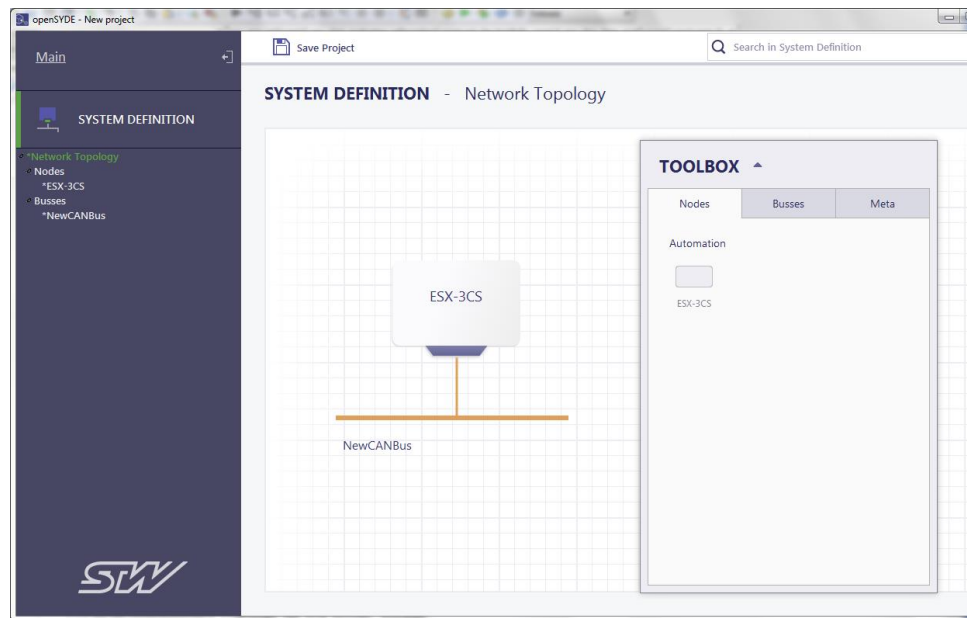 openSYDE - New project
Main
Save Project
Search in System Definition
SYSTEM DEFINITION
SYSTEM DEFINITION - Network Topology
*Network Topology
Nodes
*ESX-3CS
Busses
*NewCANBus
TOOLBOX
Nodes Busses Meta
Automation
ESX-3CS
ESX-3CS
NewCANBus
STW